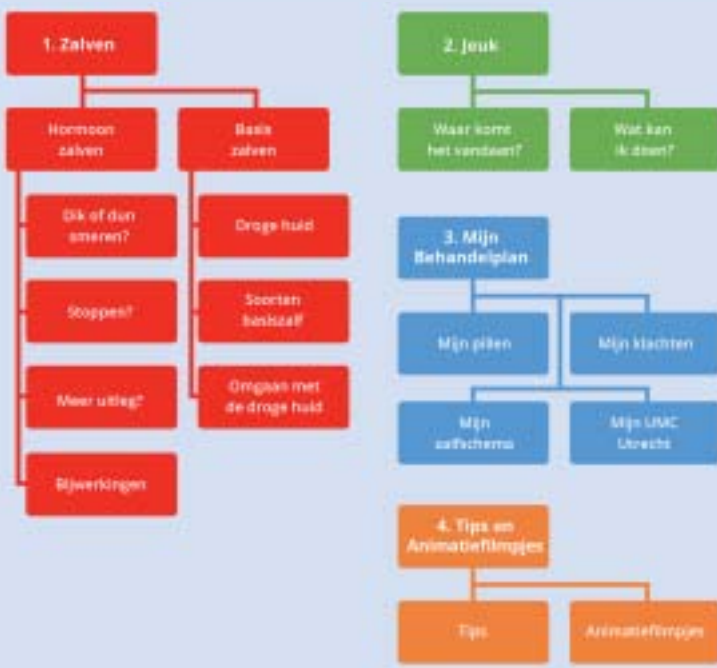 1. Zalven
Hormoon
zalven
Dik of dun
smeren?
Stoppen?
Meer uitleg?
Bijwerkingen
Basis
zalven
Droge huid
Soorten
basiszalf
Omgaan met
de droge huid
2. Jeuk
Waar komt
het vandaan?
Wat kan
ik doen?
3. Mijn
Behandelplan
Mijn pillen
Mijn klachten
Mijn
zalfschema
Mijn UMC
Utrecht
4. Tips en
Animatiefilmpjes
Tips
Animatiefilmpjes